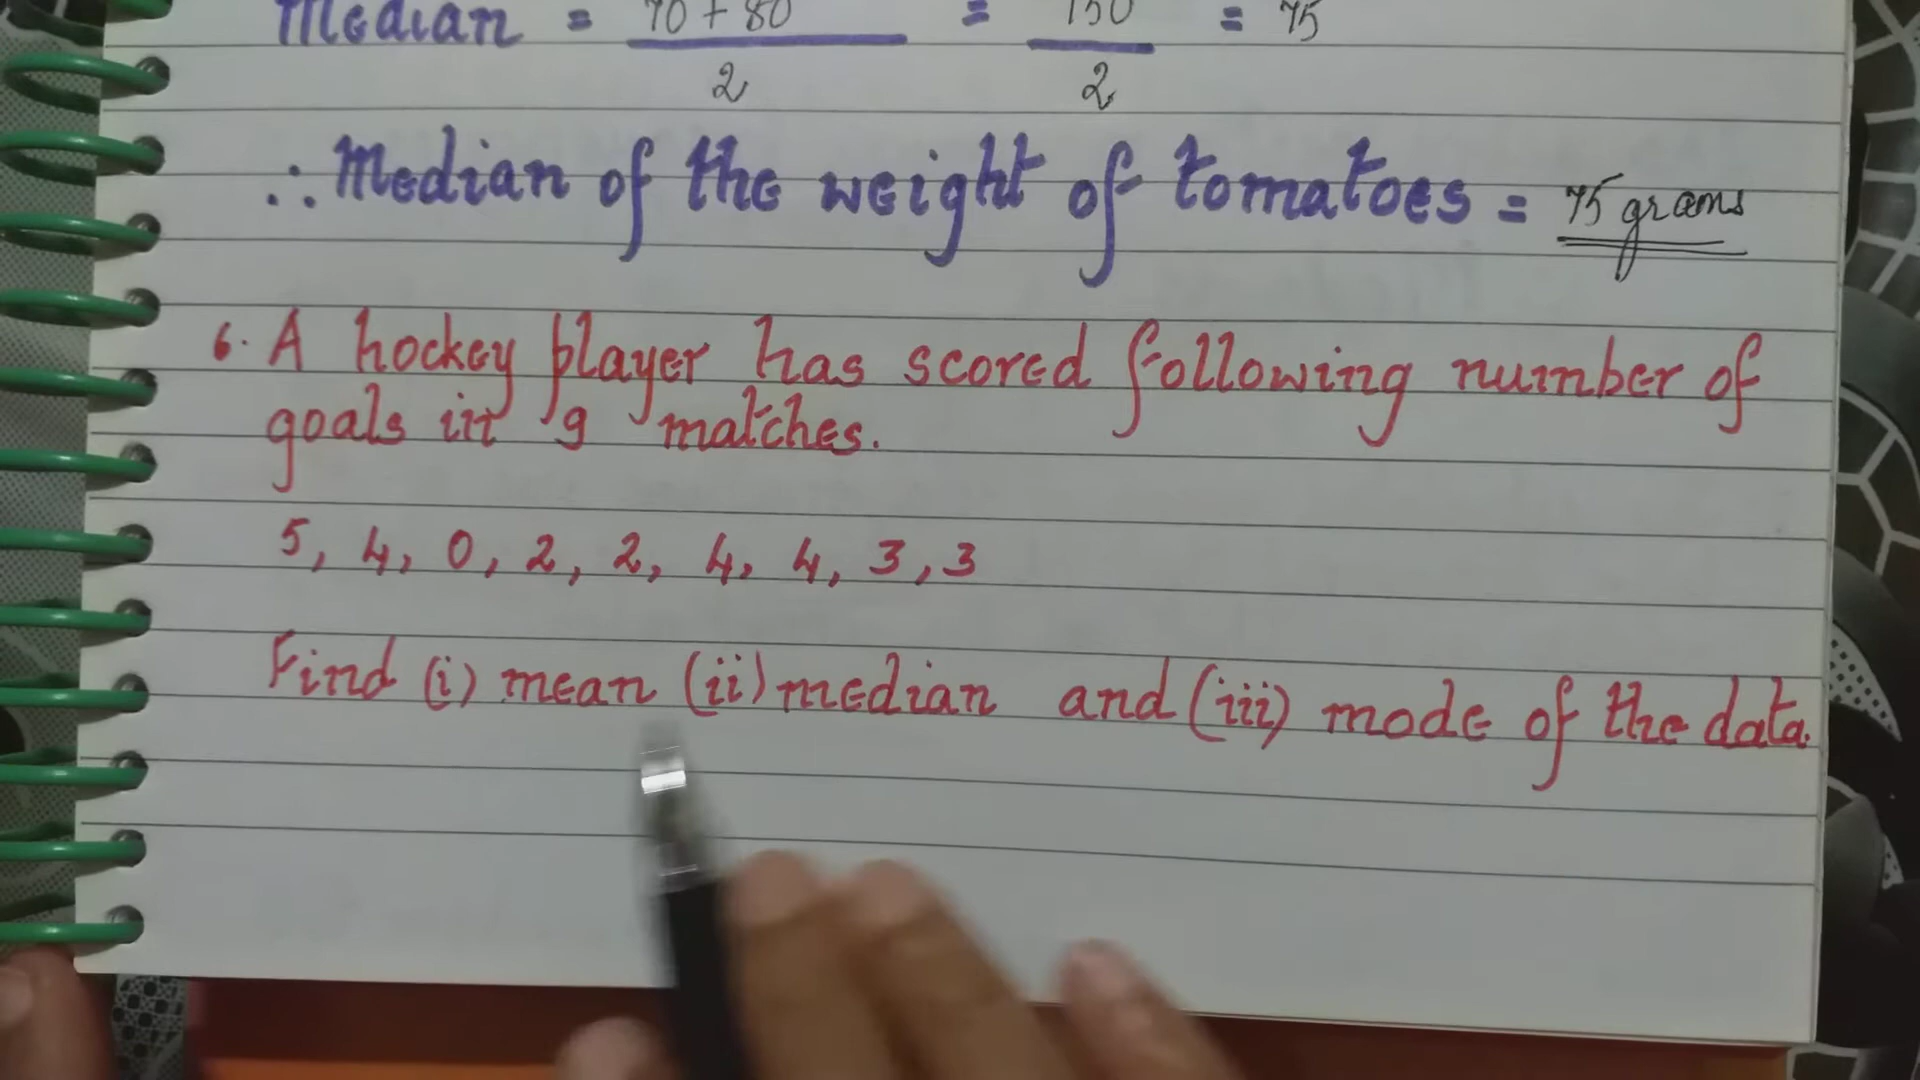 Median = 70 + 80 = 150 = 75
2 2
∴ Median of the weight of tomatoes = 75 grams
6. A hockey player has scored following number of
goals in 9 matches.
5, 4, 0, 2, 2, 4, 4, 3, 3
Find (i) mean (ii) median and (iii) mode of the data.